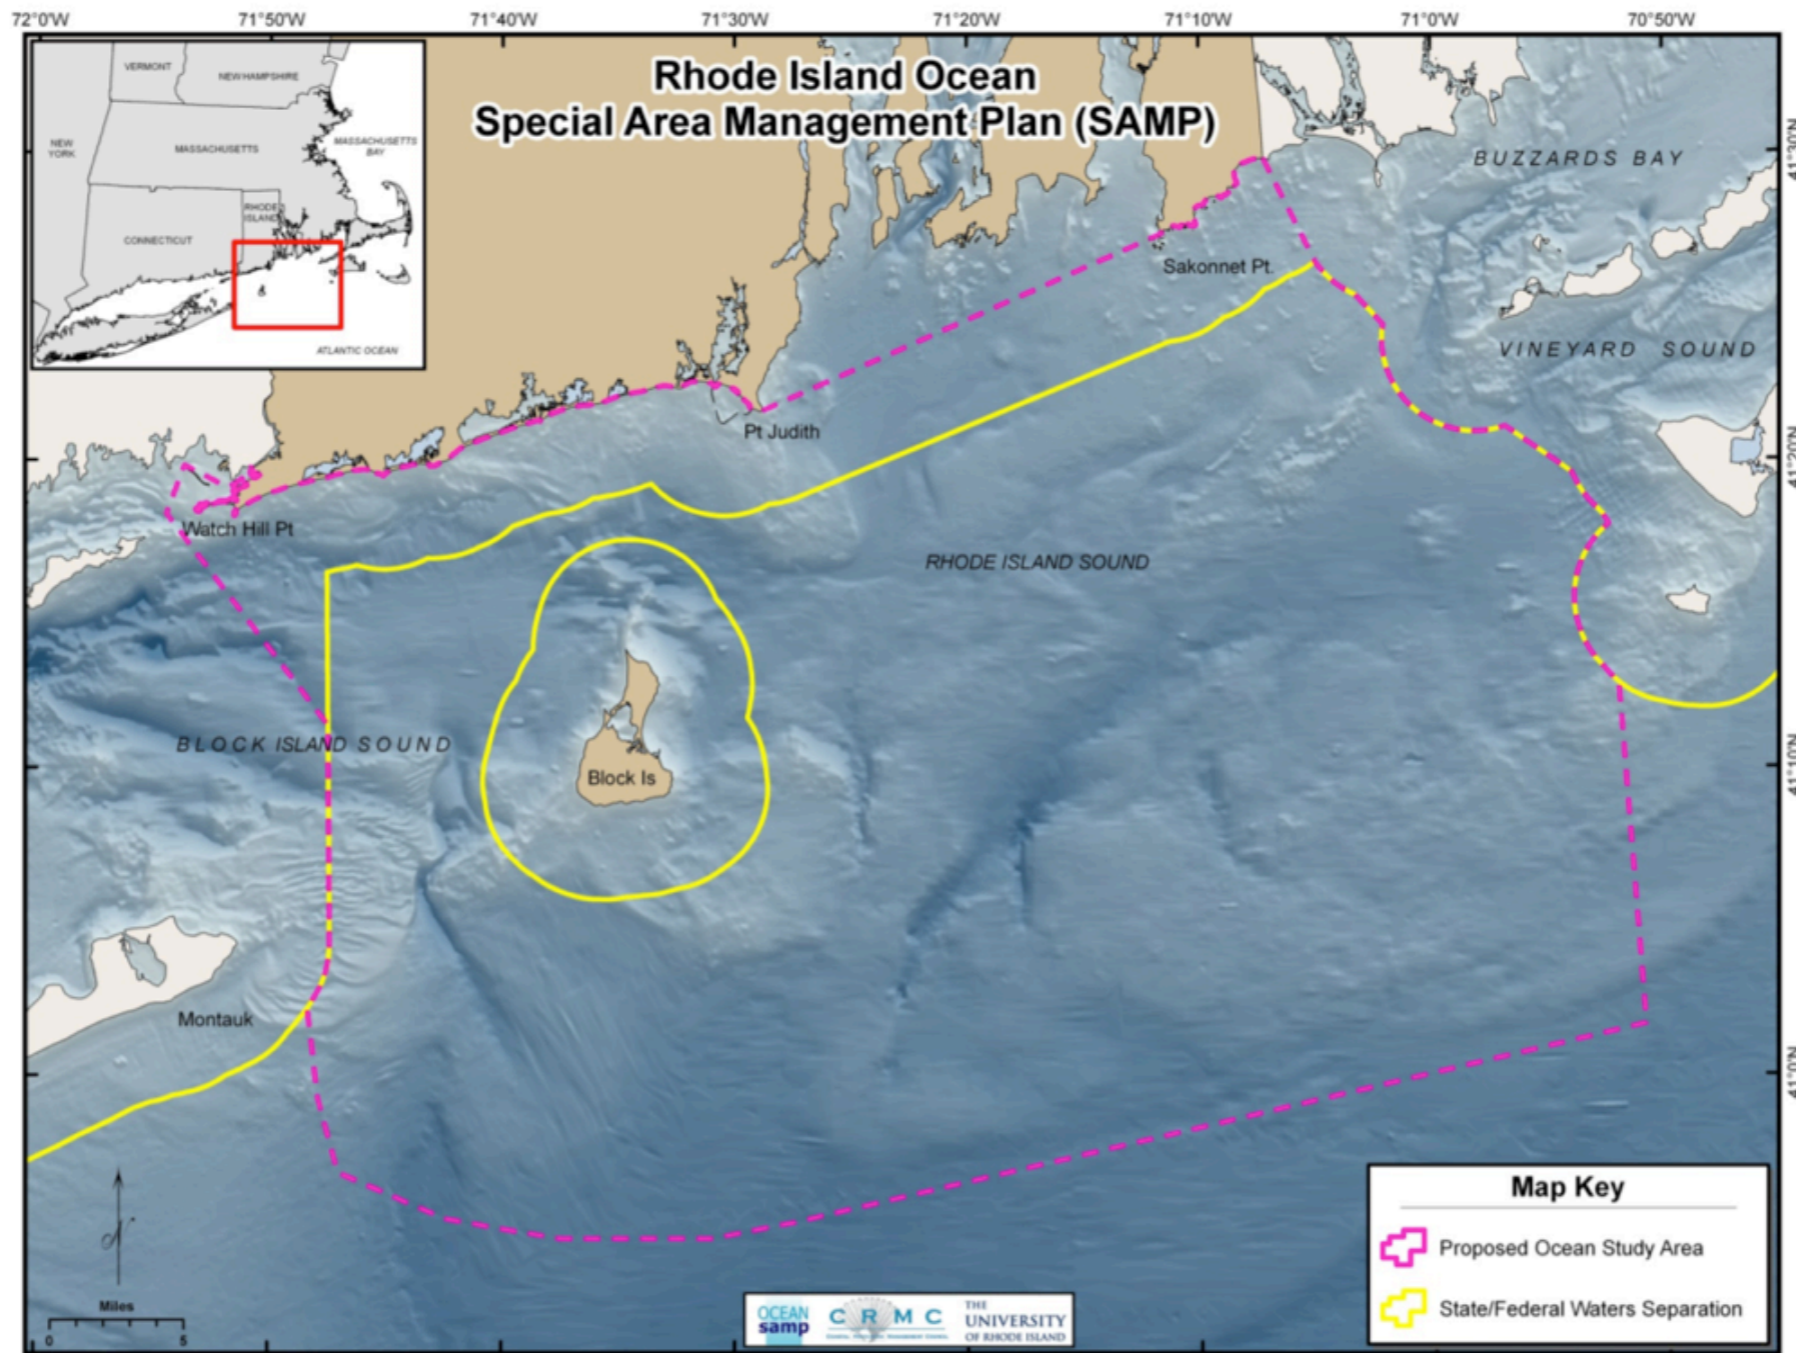 72°0'W
71°50'W
71°40'W
71°30'W
71°20'W
71°10'W
71°0'W
70°50'W
Rhode Island Ocean
Special Area Management Plan (SAMP)
VERMONT
NEW HAMPSHIRE
NEW
YORK
MASSACHUSETTS
MASSACHUSETTS
BAY
RHODE
ISLAND
CONNECTICUT
ATLANTIC OCEAN
41°30'N
BUZZARDS BAY
Sakonnet Pt.
VINEYARD SOUND
Pt Judith
41°20'N
Watch Hill Pt
RHODE ISLAND SOUND
BLOCK ISLAND SOUND
Block Is
41°10'N
Montauk
41°0'N
N
Miles
0 5
Map Key
Proposed Ocean Study Area
State/Federal Waters Separation
OCEAN
samp
CRMC
THE
UNIVERSITY
OF RHODE ISLAND